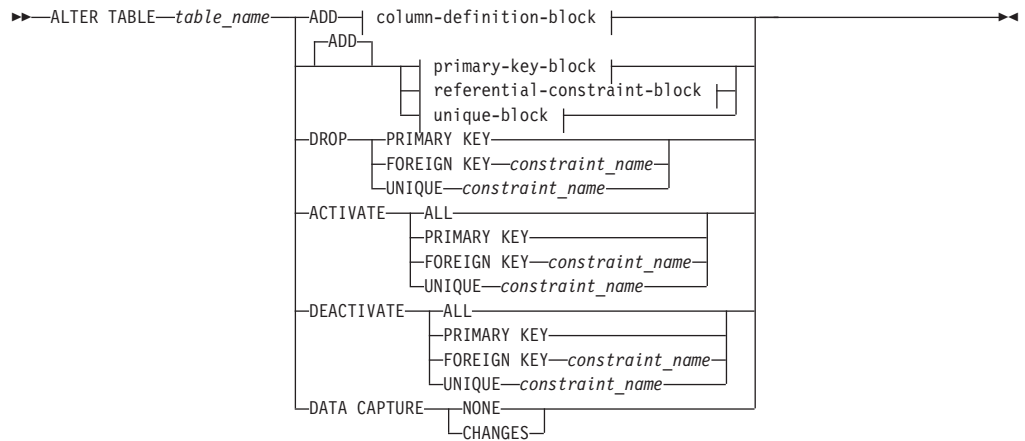 ALTER TABLE table_name ADD column-definition-block
ADD
primary-key-block
referential-constraint-block
unique-block
DROP PRIMARY KEY
FOREIGN KEY constraint_name
UNIQUE constraint_name
ACTIVATE ALL
PRIMARY KEY
FOREIGN KEY constraint_name
UNIQUE constraint_name
DEACTIVATE ALL
PRIMARY KEY
FOREIGN KEY constraint_name
UNIQUE constraint_name
DATA CAPTURE NONE
CHANGES